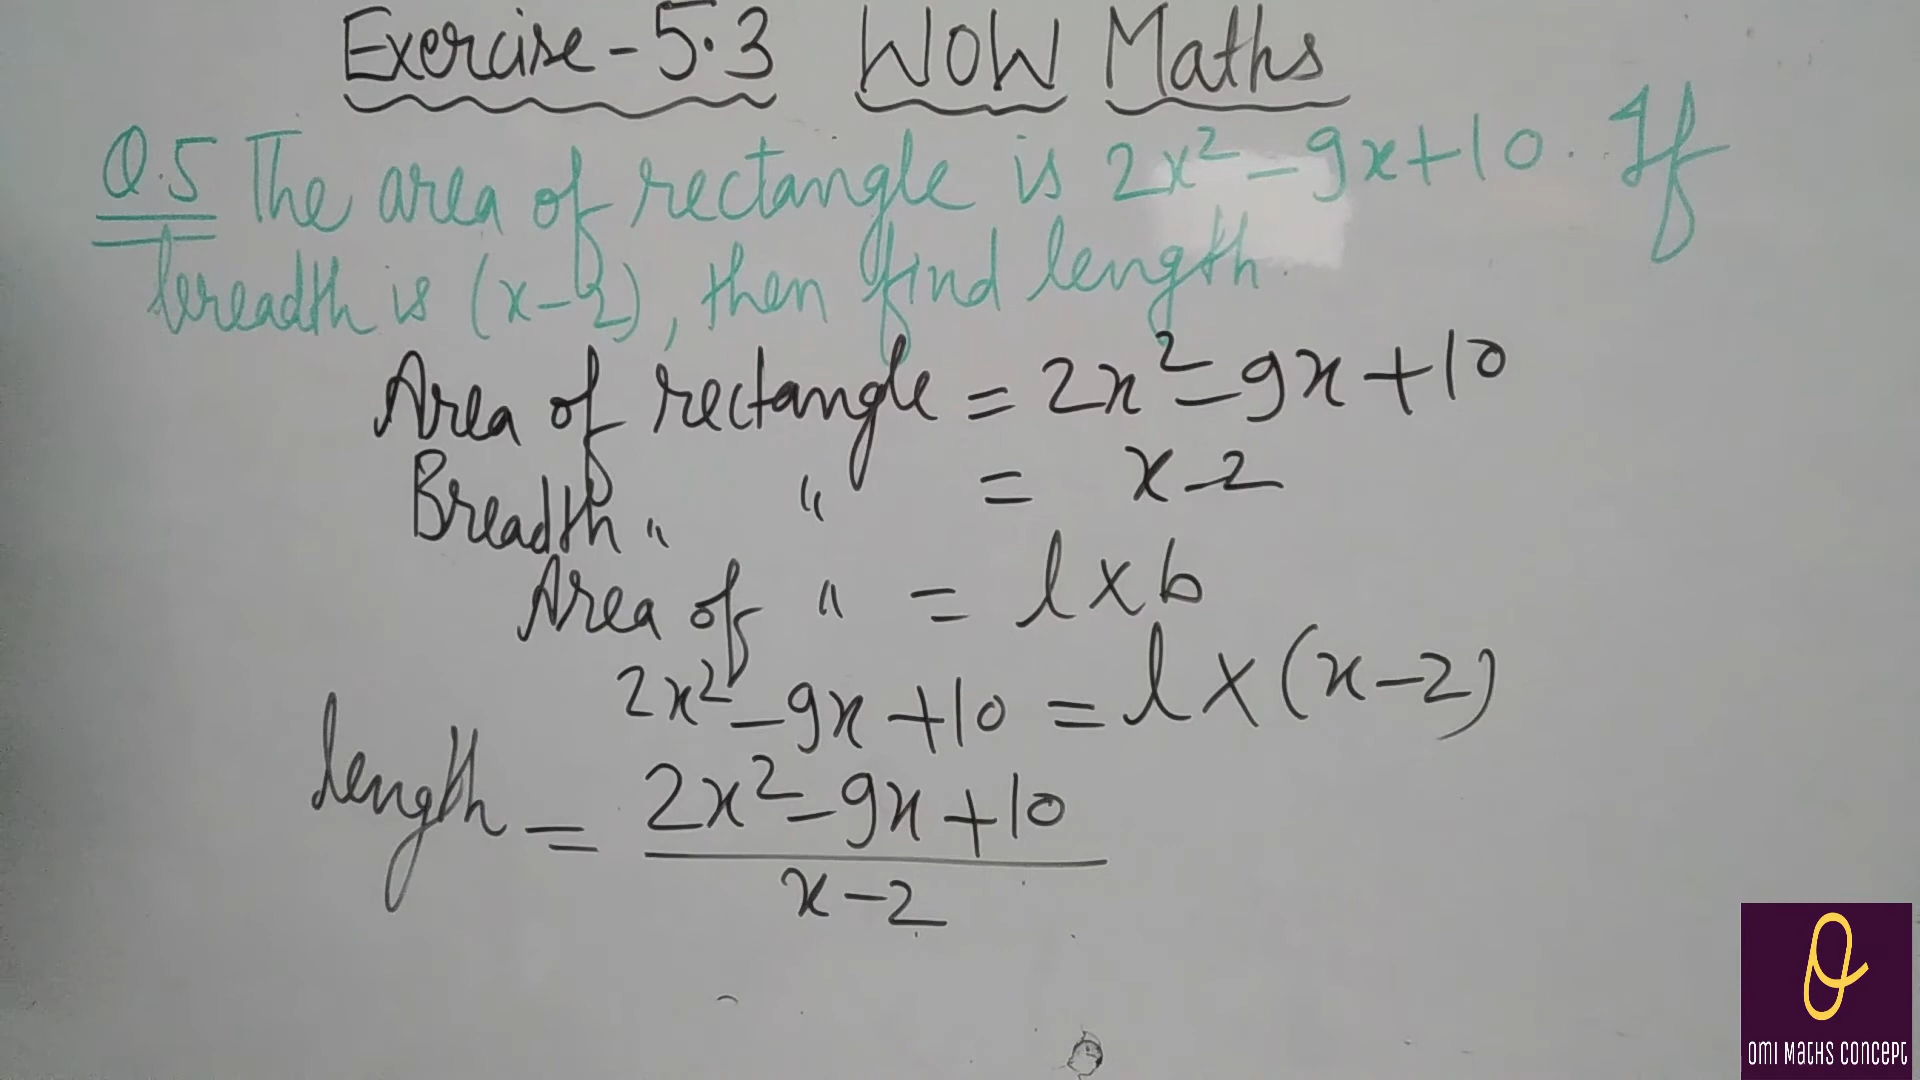 Exercise-5.3 WOW Maths
Q.5 The area of rectangle is 2x²-9x+10. If
breadth is (x-2), then find length.
Area of rectangle = 2x²-9x+10
Breadth " " = x-2
Area of " = l×b
2x²-9x+10 = l×(x-2)
length = 2x²-9x+10
x-2
OMI MATHS CONCEPT